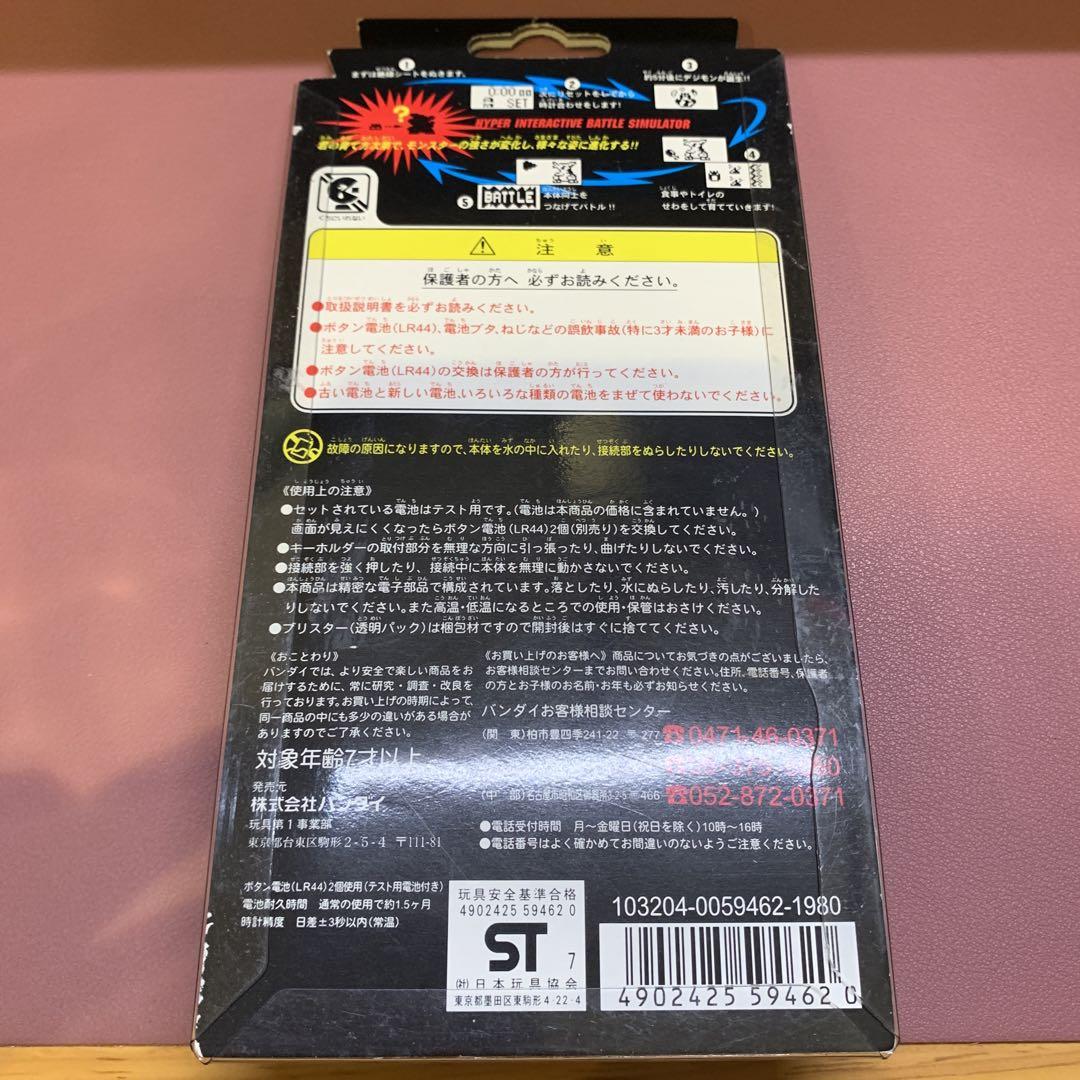 ①
まずは絶縁シートをぬきます。
②
0:00 00
SET
次にリセットをしてから
時計合わせをします!
③
約5分後にデジモンが誕生!!
?
HYPER INTERACTIVE BATTLE SIMULATOR
君の育て方次第で、モンスターの強さが変化し、様々な姿に進化する!!
④
食事やトイレの
せわをして育てていきます!
⑤
BATTLE
本体同士を
つなげてバトル!!
くちにいれない
注意
保護者の方へ 必ずお読みください。
●取扱説明書を必ずお読みください。
●ボタン電池(LR44)、電池ブタ、ねじなどの誤飲事故(特に3才未満のお子様)に
注意してください。
●ボタン電池(LR44)の交換は保護者の方が行ってください。
●古い電池と新しい電池、いろいろな種類の電池をまぜて使わないでください。
故障の原因になりますので、本体を水の中に入れたり、接続部をぬらしたりしないでください。
《使用上の注意》
●セットされている電池はテスト用です。(電池は本商品の価格に含まれていません。)
画面が見えにくくなったらボタン電池(LR44)2個(別売り)を交換してください。
●キーホルダーの取付部分を無理な方向に引っ張ったり、曲げたりしないでください。
●接続部を強く押したり、接続中に本体を無理に動かさないでください。
●本商品は精密な電子部品で構成されています。落としたり、水にぬらしたり、汚したり、分解した
りしないでください。また高温・低温になるところでの使用・保管はおさけください。
●ブリスター(透明パック)は梱包材ですので開封後はすぐに捨ててください。
《おことわり》
バンダイでは、より安全で楽しい商品をお
届けするために、常に研究・調査・改良を
行っております。お買い上げの時期によって、
同一商品の中にも多少の違いがある場合が
ありますのでご了承ください。
《お買い上げのお客様へ》商品についてお気づきの点がございましたら、
お客様相談センターまでお問い合わせください。住所、電話番号、保護者
の方とお子様のお名前・お年も必ずお知らせください。
バンダイお客様相談センター
(関 東)柏市豊四季241-22 〒277 ☎0471-46-0371
(中 部)名古屋市昭和区御器所3-2-5 〒466 ☎052-872-0371
●電話受付時間 月〜金曜日(祝日を除く)10時〜16時
●電話番号はよく確かめてお間違いのないようご注意ください。
対象年齢7才以上
発売元
株式会社バンダイ
玩具第1事業部
東京都台東区駒形2-5-4 〒111-81
ボタン電池(LR44)2個使用(テスト用電池付き)
電池耐久時間 通常の使用で約1.5ヶ月
時計精度 日差±3秒以内(常温)
玩具安全基準合格
4902425 59462 0
ST 7
(社)日本玩具協会
東京都墨田区東駒形4-22-4
103204-0059462-1980
4902425 594620